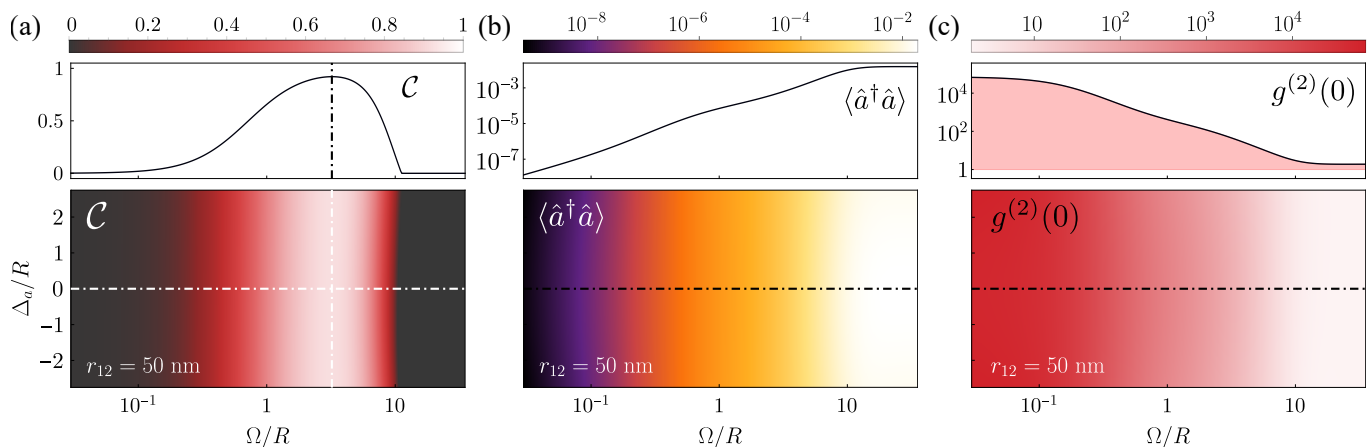 (a)
0 0.2 0.4 0.6 0.8 1
1
0.5
0
𝒞
2
1
0
−1
−2
Δ_a/R
𝒞
r₁₂ = 50 nm
10⁻¹ 1 10
Ω/R
(b)
10⁻⁸ 10⁻⁶ 10⁻⁴ 10⁻²
10⁻³
10⁻⁵
10⁻⁷
⟨â†â⟩
⟨â†â⟩
r₁₂ = 50 nm
10⁻¹ 1 10
Ω/R
(c)
10 10² 10³ 10⁴
10⁴
10²
1
g⁽²⁾(0)
g⁽²⁾(0)
r₁₂ = 50 nm
10⁻¹ 1 10
Ω/R